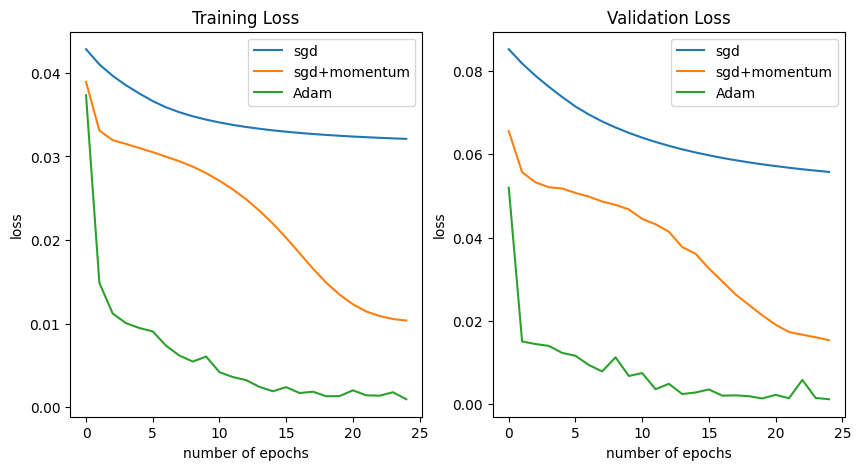 Training Loss
sgd
sgd+momentum
Adam
0.04
0.03
0.02
0.01
0.00
loss
0 5 10 15 20 25
number of epochs
Validation Loss
sgd
sgd+momentum
Adam
0.08
0.06
0.04
0.02
0.00
loss
0 5 10 15 20 25
number of epochs